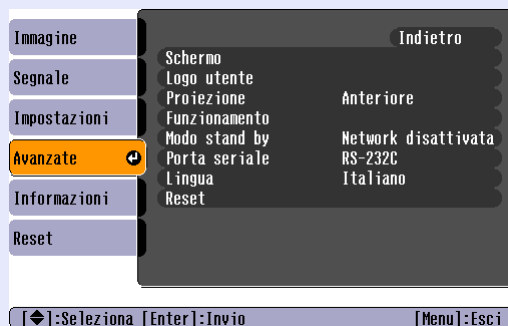 Immagine
Segnale
Impostazioni
Avanzate
Informazioni
Reset
Indietro
Schermo
Logo utente
Proiezione Anteriore
Funzionamento
Modo stand by Network disattivata
Porta seriale RS-232C
Lingua Italiano
Reset
[◆]:Seleziona [Enter]:Invio [Menu]:Esci